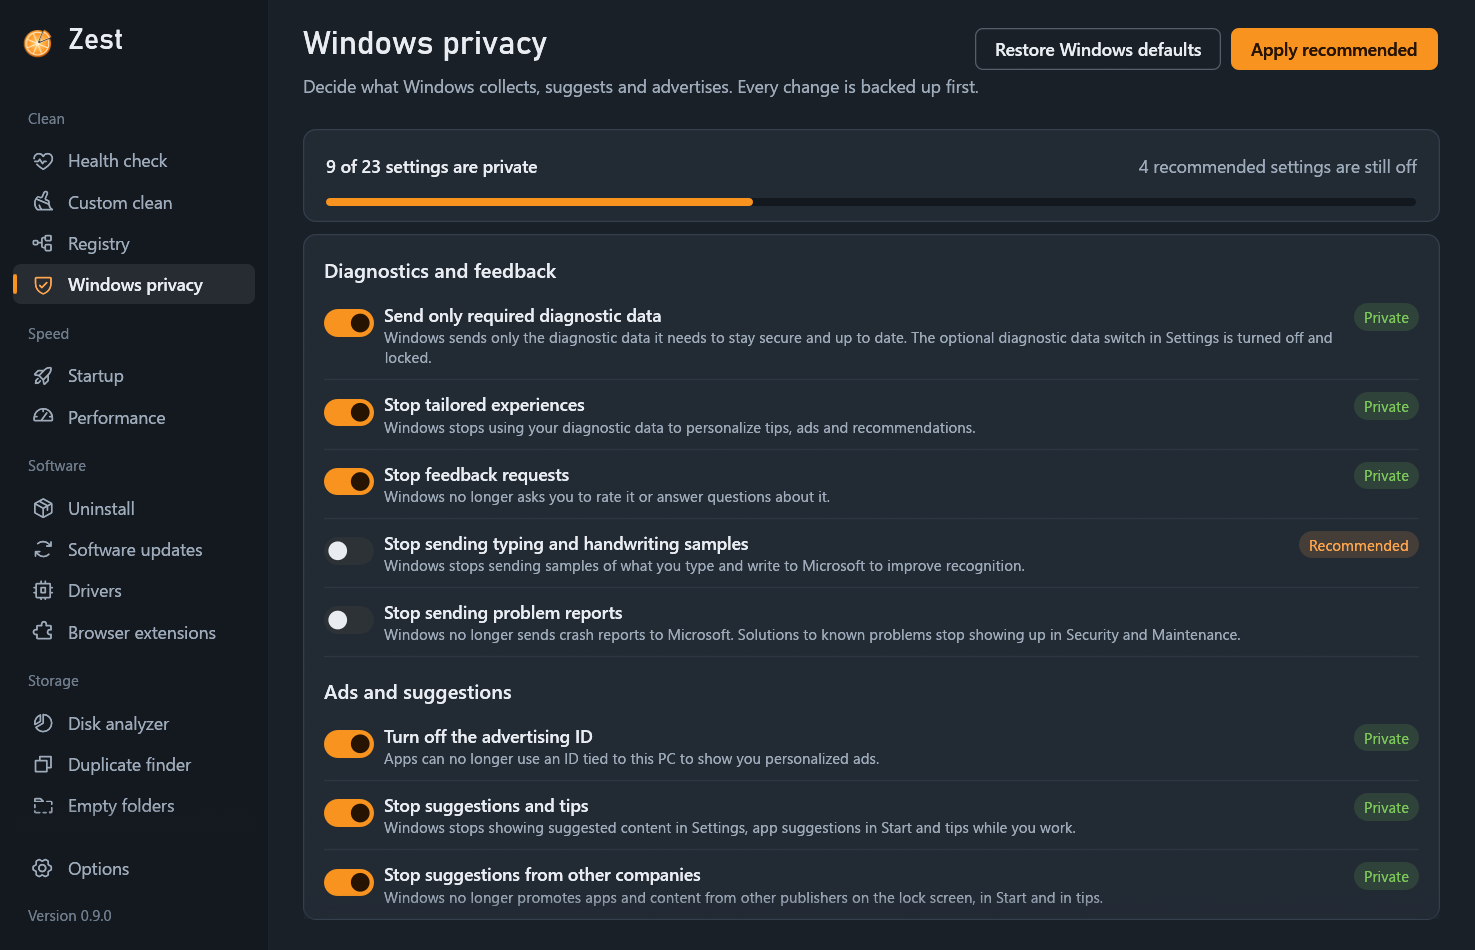 Zest
Clean
Health check
Custom clean
Registry
Windows privacy
Speed
Startup
Performance
Software
Uninstall
Software updates
Drivers
Browser extensions
Storage
Disk analyzer
Duplicate finder
Empty folders
Options
Version 0.9.0
Windows privacy
Decide what Windows collects, suggests and advertises. Every change is backed up first.
Restore Windows defaults
Apply recommended
9 of 23 settings are private
4 recommended settings are still off
Diagnostics and feedback
Send only required diagnostic data
Windows sends only the diagnostic data it needs to stay secure and up to date. The optional diagnostic data switch in Settings is turned off and
locked.
Private
Stop tailored experiences
Windows stops using your diagnostic data to personalize tips, ads and recommendations.
Private
Stop feedback requests
Windows no longer asks you to rate it or answer questions about it.
Private
Stop sending typing and handwriting samples
Windows stops sending samples of what you type and write to Microsoft to improve recognition.
Recommended
Stop sending problem reports
Windows no longer sends crash reports to Microsoft. Solutions to known problems stop showing up in Security and Maintenance.
Ads and suggestions
Turn off the advertising ID
Apps can no longer use an ID tied to this PC to show you personalized ads.
Private
Stop suggestions and tips
Windows stops showing suggested content in Settings, app suggestions in Start and tips while you work.
Private
Stop suggestions from other companies
Windows no longer promotes apps and content from other publishers on the lock screen, in Start and in tips.
Private